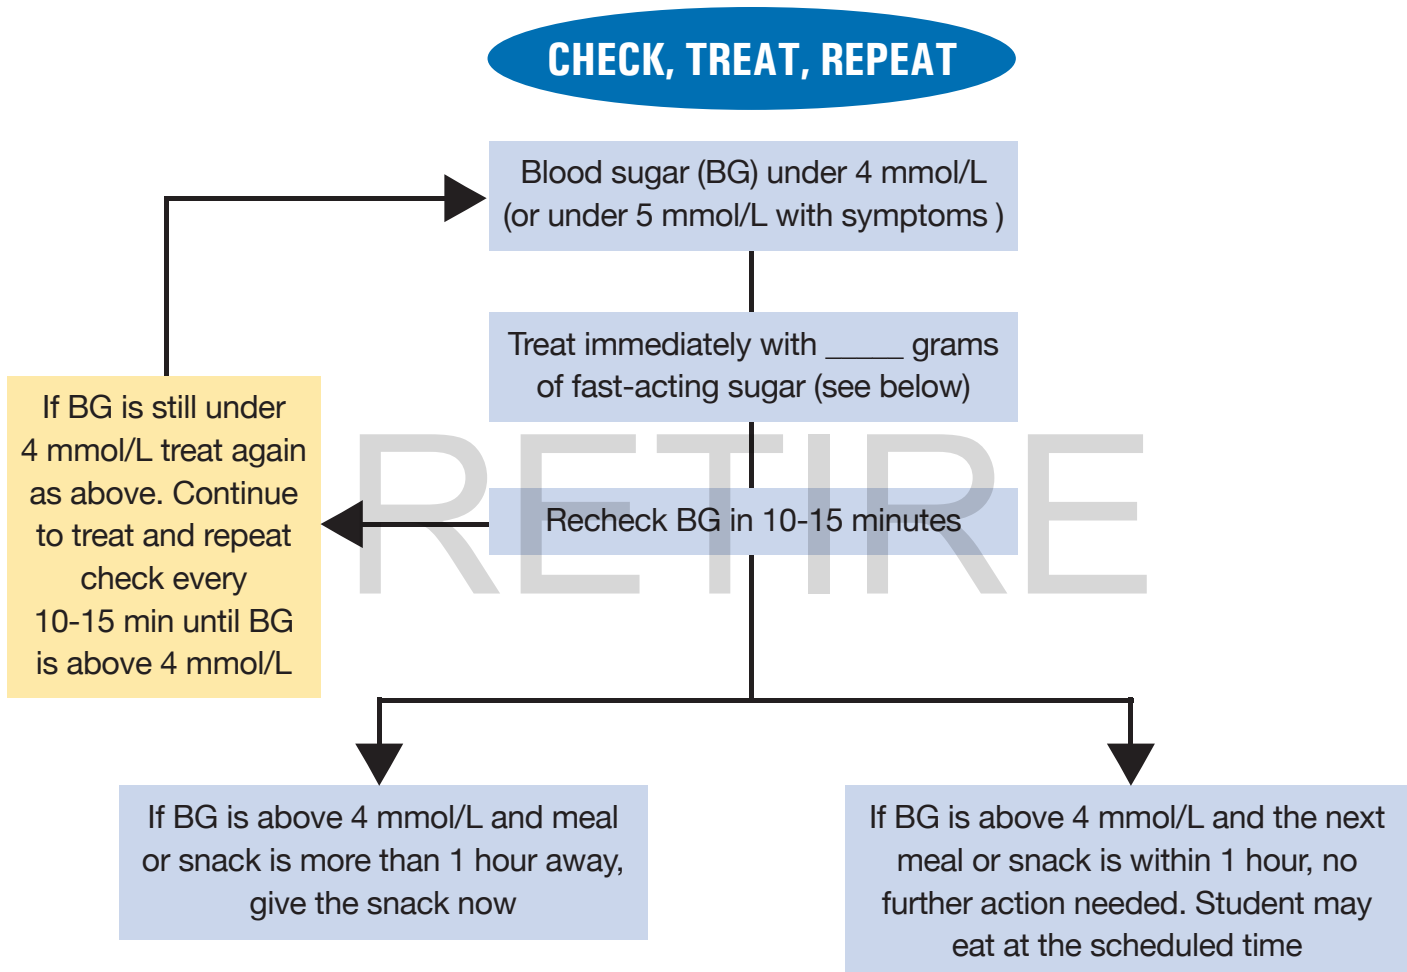 CHECK, TREAT, REPEAT
Blood sugar (BG) under 4 mmol/L
(or under 5 mmol/L with symptoms )
Treat immediately with _____ grams
of fast-acting sugar (see below)
If BG is still under
4 mmol/L treat again
as above. Continue
to treat and repeat
check every
10-15 min until BG
is above 4 mmol/L
RETIRE
Recheck BG in 10-15 minutes
If BG is above 4 mmol/L and meal
or snack is more than 1 hour away,
give the snack now
If BG is above 4 mmol/L and the next
meal or snack is within 1 hour, no
further action needed. Student may
eat at the scheduled time